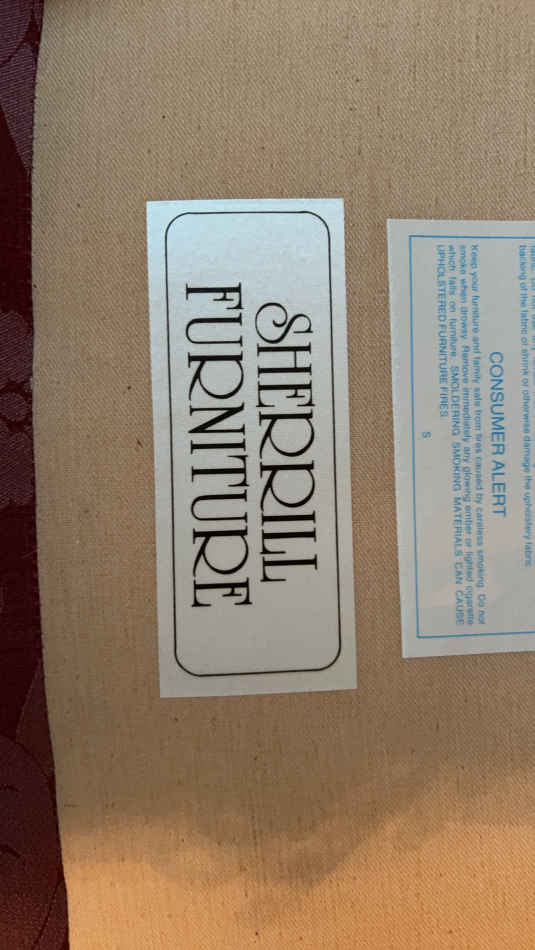 SHERRILL
FURNITURE
backing of the fabric or shrink or otherwise damage the upholstery fabric.
CONSUMER ALERT
Keep your furniture and family safe from fires caused by careless smoking. Do not
smoke when drowsy. Remove immediately any glowing ember or lighted cigarette
which falls on furniture. SMOLDERING SMOKING MATERIALS CAN CAUSE
UPHOLSTERED FURNITURE FIRES.
S